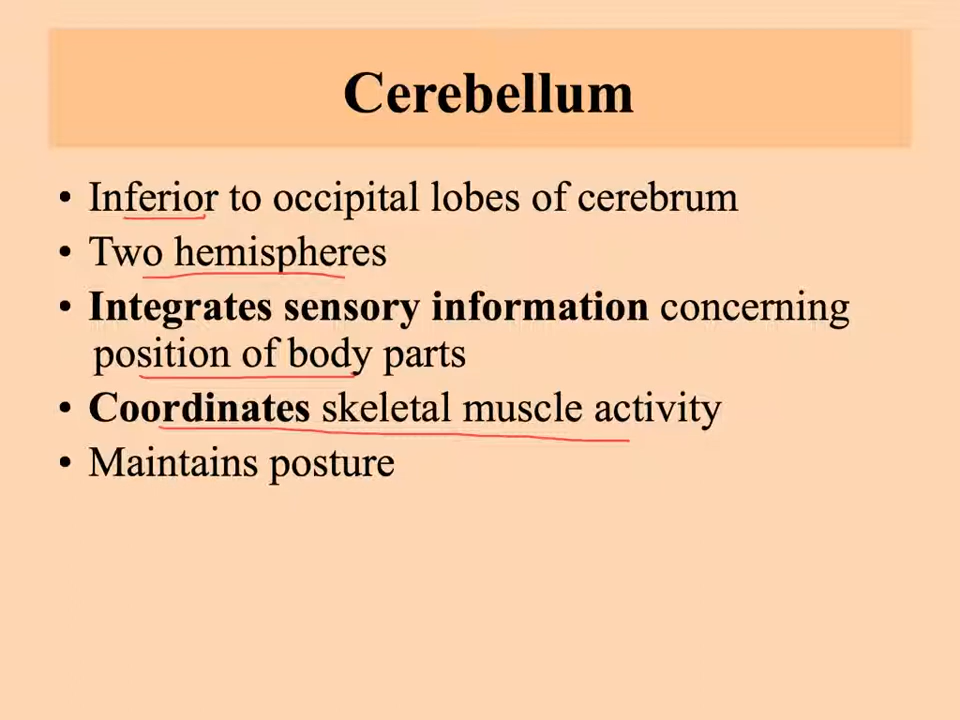 Cerebellum
• Inferior to occipital lobes of cerebrum
• Two hemispheres
• Integrates sensory information concerning
position of body parts
• Coordinates skeletal muscle activity
• Maintains posture